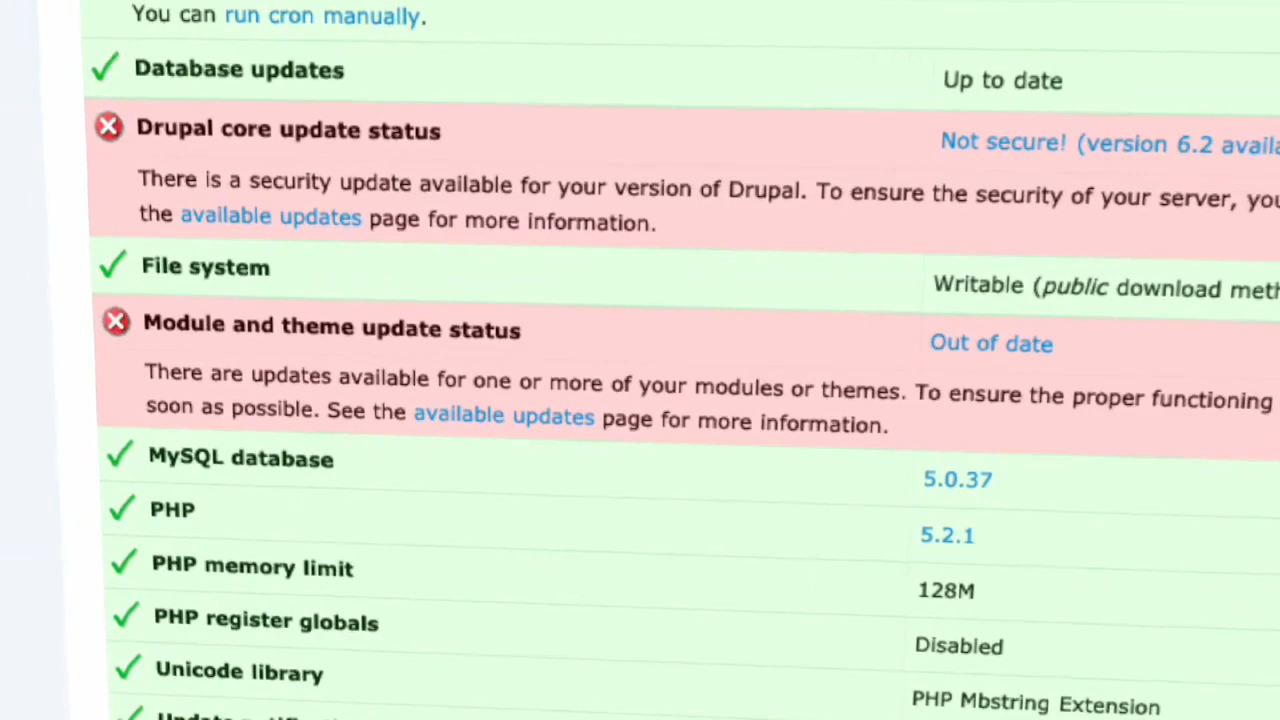 You can run cron manually.
Database updates
Up to date
Drupal core update status
Not secure! (version 6.2
There is a security update available for your version of Drupal. To ensure the security of your server,
the available updates page for more information.
File system
Writable (public download
Module and theme update status
Out of date
There are updates available for one or more of your modules or themes. To ensure the proper functioning
soon as possible. See the available updates page for more information.
MySQL database
5.0.37
PHP
5.2.1
PHP memory limit
128M
PHP register globals
Disabled
Unicode library
PHP Mbstring Extension